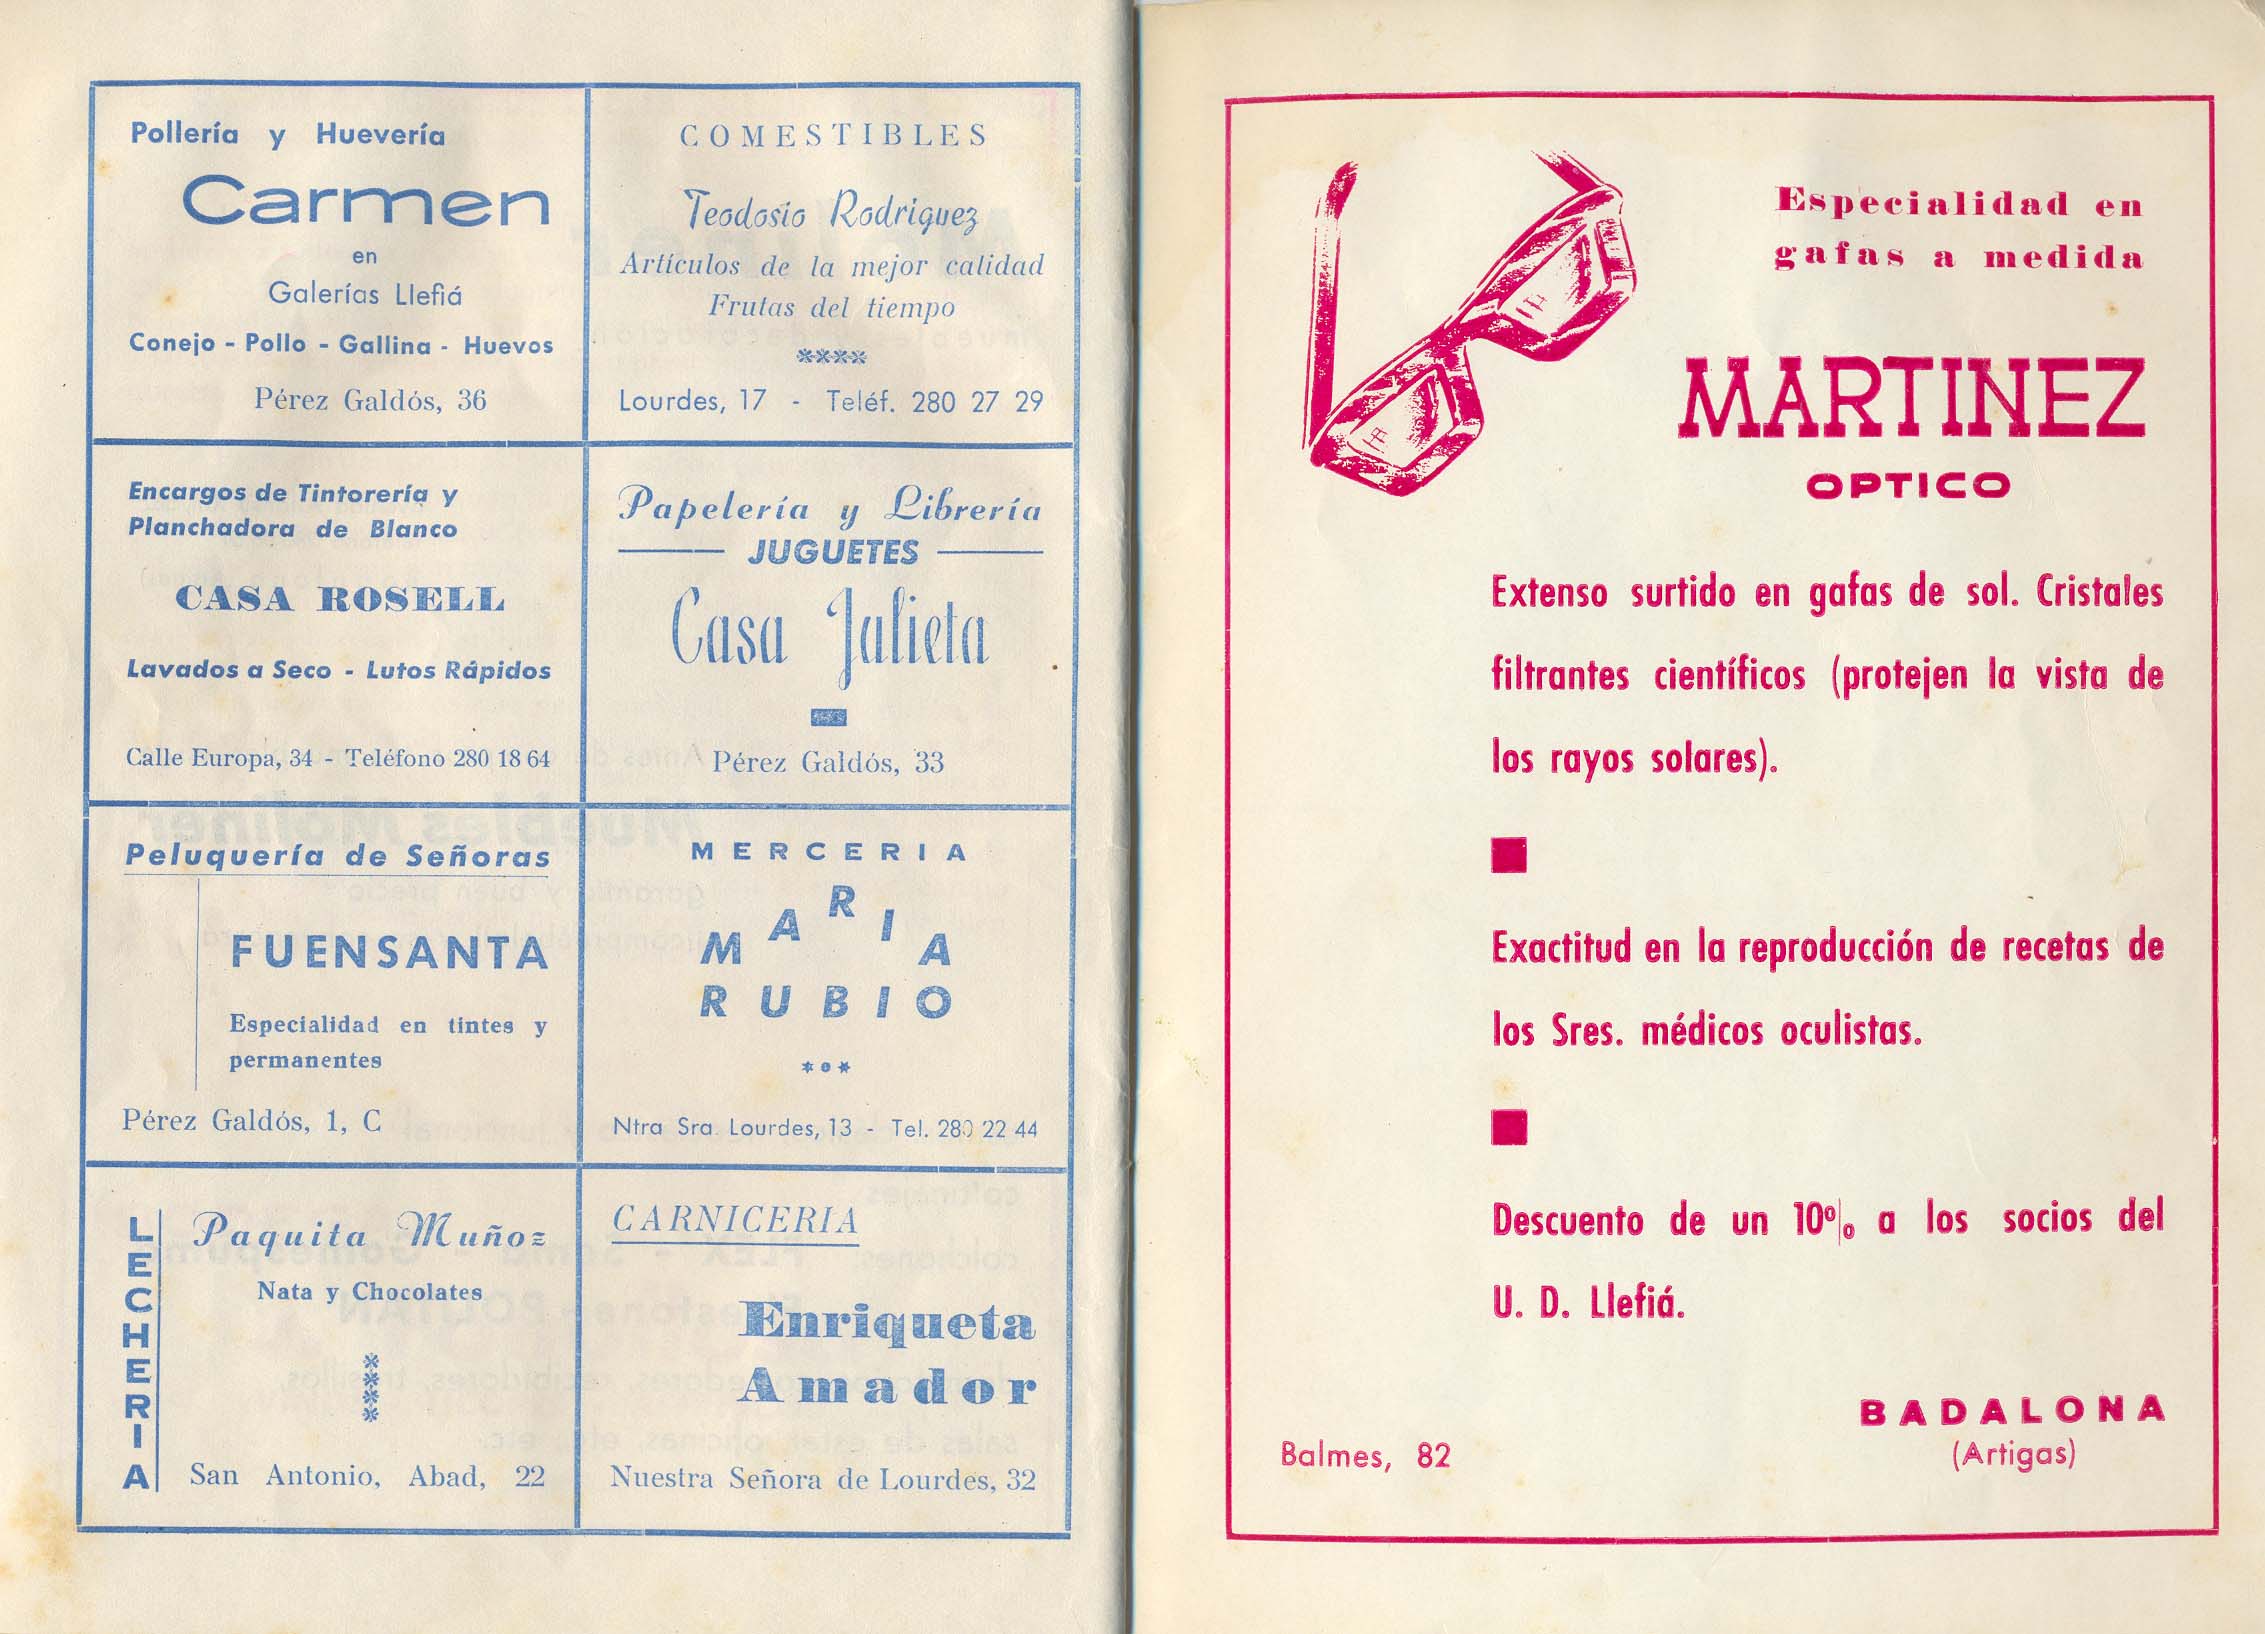 Pollería y Huevería
Carmen
en
Galerías Llefiá
Conejo - Pollo - Gallina - Huevos
Pérez Galdós, 36
COMESTIBLES
Teodosio Rodriguez
Artículos de la mejor calidad
Frutas del tiempo
****
Lourdes, 17 - Teléf. 280 27 29
Encargos de Tintorería y
Planchadora de Blanco
CASA ROSELL
Lavados a Seco - Lutos Rápidos
Calle Europa, 34 - Teléfono 280 18 64
Papelería y Librería
JUGUETES
Casa Julieta
Pérez Galdós, 33
Peluquería de Señoras
FUENSANTA
Especialidad en tintes y
permanentes
Pérez Galdós, 1, C
MERCERIA
MARIA
RUBIO
Ntra Sra. Lourdes, 13 - Tel. 280 22 44
LECHERIA
Paquita Muñoz
Nata y Chocolates
San Antonio, Abad, 22
CARNICERIA
Enriqueta
Amador
Nuestra Señora de Lourdes, 32
Especialidad en
gafas a medida
MARTINEZ
OPTICO
Extenso surtido en gafas de sol. Cristales
filtrantes científicos (protejen la vista de
los rayos solares).
Exactitud en la reproducción de recetas de
los Sres. médicos oculistas.
Descuento de un 10% a los socios del
U. D. Llefiá.
BADALONA
Balmes, 82
(Artigas)